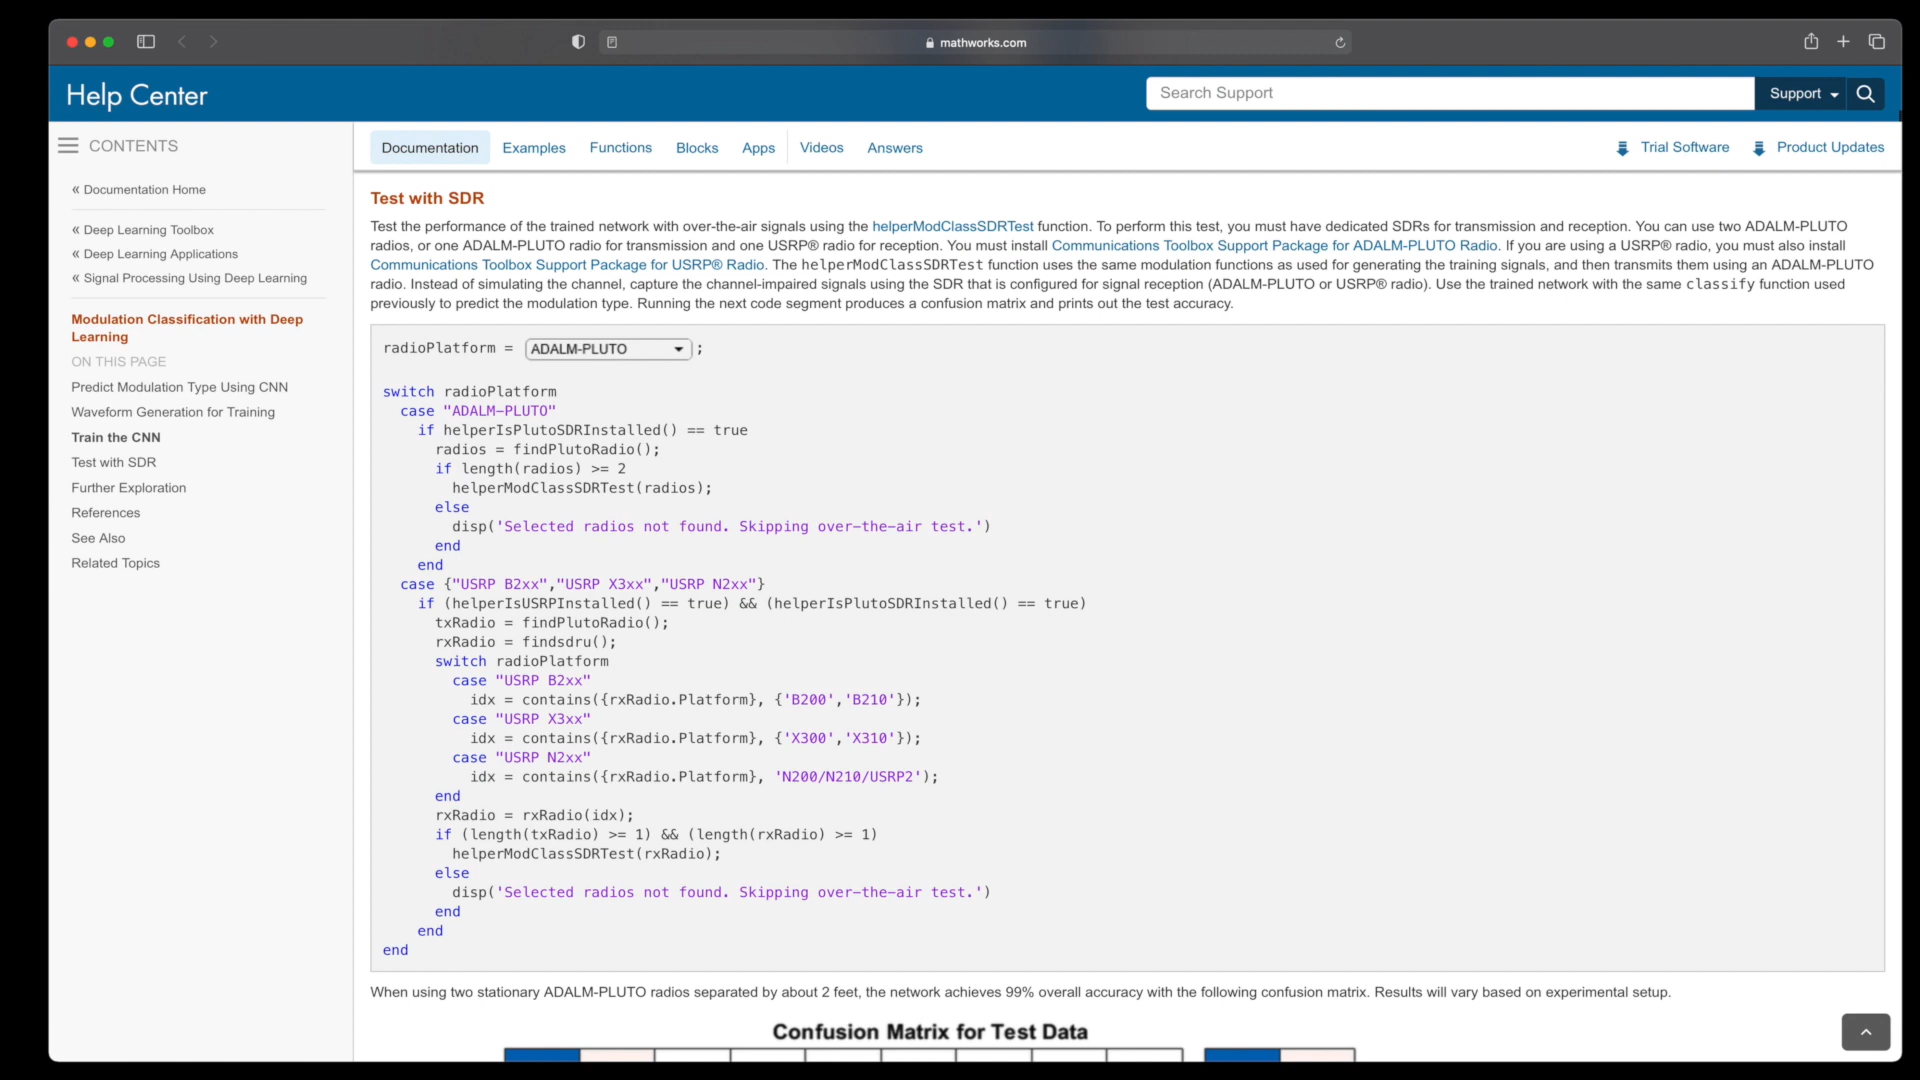 mathworks.com
Help Center
Search Support
Support
CONTENTS
Documentation
Examples
Functions
Blocks
Apps
Videos
Answers
Trial Software
Product Updates
« Documentation Home
« Deep Learning Toolbox
« Deep Learning Applications
« Signal Processing Using Deep Learning
Modulation Classification with Deep
Learning
ON THIS PAGE
Predict Modulation Type Using CNN
Waveform Generation for Training
Train the CNN
Test with SDR
Further Exploration
References
See Also
Related Topics
Test with SDR
Test the performance of the trained network with over-the-air signals using the helperModClassSDRTest function. To perform this test, you must have dedicated SDRs for transmission and reception. You can use two ADALM-PLUTO
radios, or one ADALM-PLUTO radio for transmission and one USRP® radio for reception. You must install Communications Toolbox Support Package for ADALM-PLUTO Radio. If you are using a USRP® radio, you must also install
Communications Toolbox Support Package for USRP® Radio. The helperModClassSDRTest function uses the same modulation functions as used for generating the training signals, and then transmits them using an ADALM-PLUTO
radio. Instead of simulating the channel, capture the channel-impaired signals using the SDR that is configured for signal reception (ADALM-PLUTO or USRP® radio). Use the trained network with the same classify function used
previously to predict the modulation type. Running the next code segment produces a confusion matrix and prints out the test accuracy.
radioPlatform = ADALM-PLUTO ;
switch radioPlatform
case "ADALM-PLUTO"
if helperIsPlutoSDRInstalled() == true
radios = findPlutoRadio();
if length(radios) >= 2
helperModClassSDRTest(radios);
else
disp('Selected radios not found. Skipping over-the-air test.')
end
end
case {"USRP B2xx","USRP X3xx","USRP N2xx"}
if (helperIsUSRPInstalled() == true) && (helperIsPlutoSDRInstalled() == true)
txRadio = findPlutoRadio();
rxRadio = findsdru();
switch radioPlatform
case "USRP B2xx"
idx = contains({rxRadio.Platform}, {'B200','B210'});
case "USRP X3xx"
idx = contains({rxRadio.Platform}, {'X300','X310'});
case "USRP N2xx"
idx = contains({rxRadio.Platform}, 'N200/N210/USRP2');
end
rxRadio = rxRadio(idx);
if (length(txRadio) >= 1) && (length(rxRadio) >= 1)
helperModClassSDRTest(rxRadio);
else
disp('Selected radios not found. Skipping over-the-air test.')
end
end
end
When using two stationary ADALM-PLUTO radios separated by about 2 feet, the network achieves 99% overall accuracy with the following confusion matrix. Results will vary based on experimental setup.
Confusion Matrix for Test Data